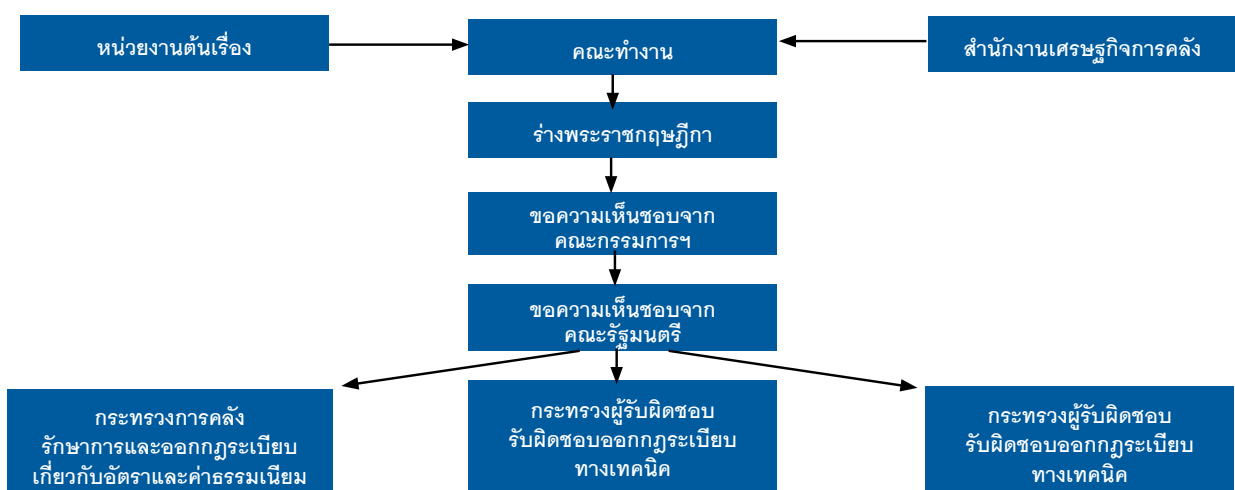 หน่วยงานต้นเรื่อง
คณะทำงาน
สำนักงานเศรษฐกิจการคลัง
ร่างพระราชกฤษฎีกา
ขอความเห็นชอบจาก
คณะกรรมการฯ
ขอความเห็นชอบจาก
คณะรัฐมนตรี
กระทรวงการคลัง
รักษาการและออกกฎระเบียบ
เกี่ยวกับอัตราและค่าธรรมเนียม
กระทรวงผู้รับผิดชอบ
รับผิดชอบออกกฎระเบียบ
ทางเทคนิค
กระทรวงผู้รับผิดชอบ
รับผิดชอบออกกฎระเบียบ
ทางเทคนิค